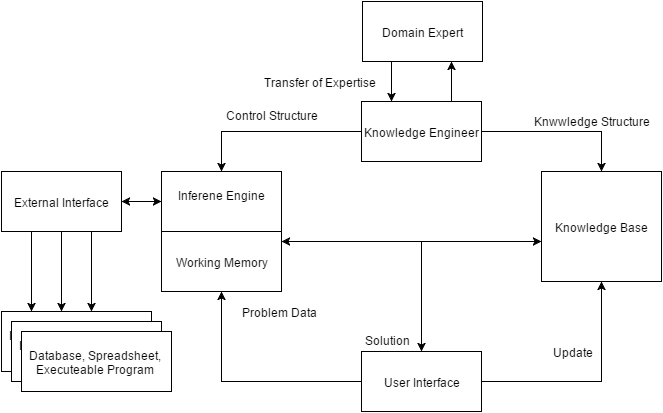 Domain Expert
Transfer of Expertise
Control Structure
Knwwledge Structure
Knowledge Engineer
External Interface
Inferene Engine
Knowledge Base
Working Memory
Problem Data
Solution
Update
Database, Spreadsheet,
Executeable Program
User Interface